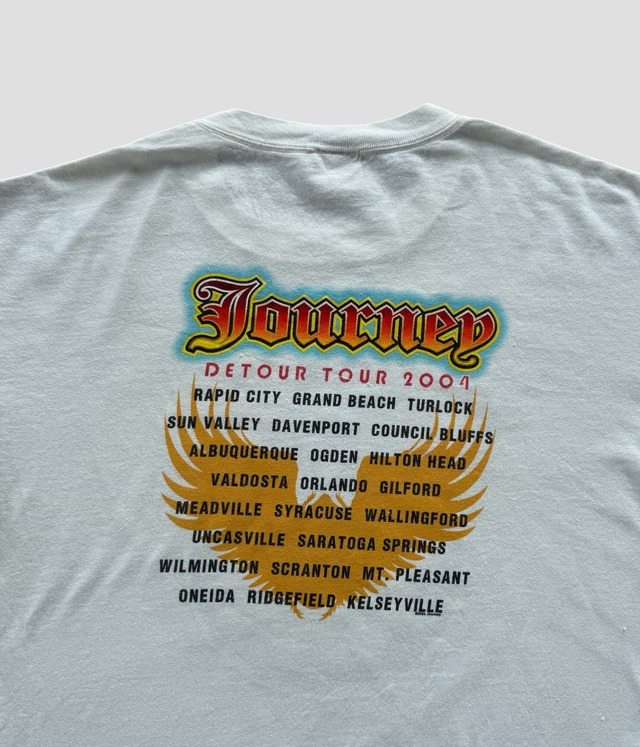 Journey
DETOUR TOUR 2004
RAPID CITY GRAND BEACH TURLOCK
SUN VALLEY DAVENPORT COUNCIL BLUFFS
ALBUQUERQUE OGDEN HILTON HEAD
VALDOSTA ORLANDO GILFORD
MEADVILLE SYRACUSE WALLINGFORD
UNCASVILLE SARATOGA SPRINGS
WILMINGTON SCRANTON MT. PLEASANT
ONEIDA RIDGEFIELD KELSEYVILLE